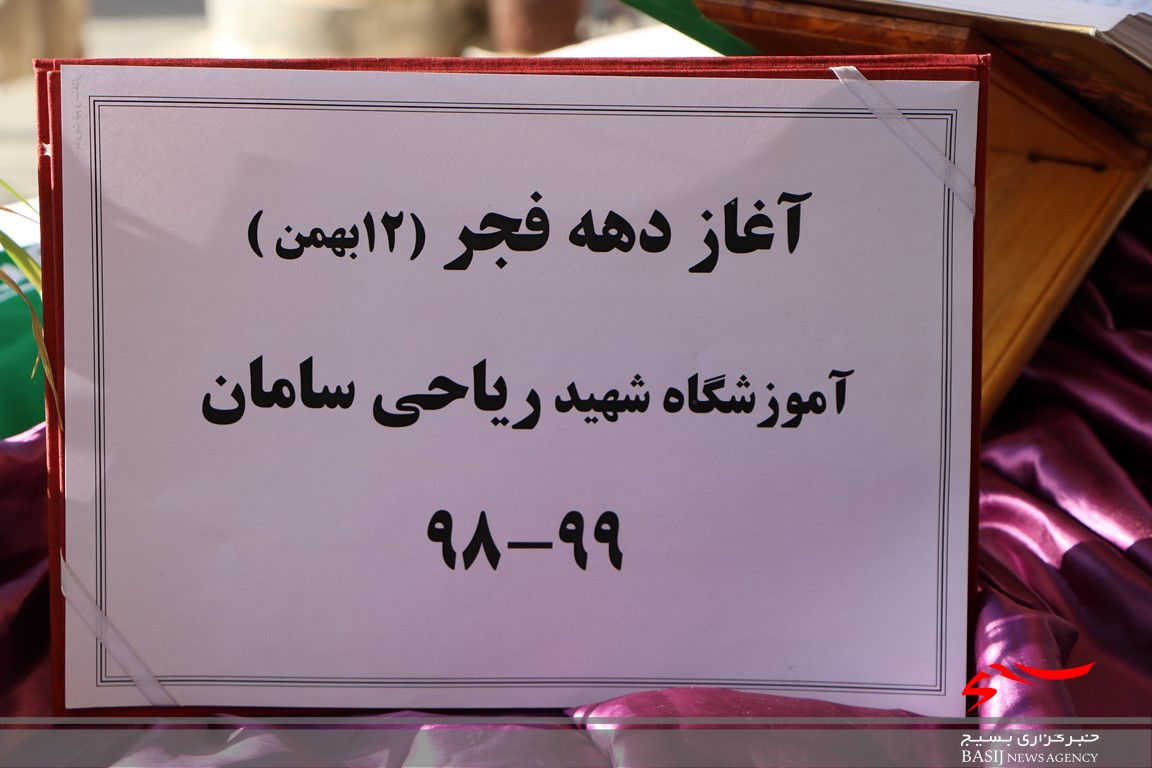 آغاز دهه فجر (۱۲بهمن )
آموزشگاه شهید ریاحی سامان
۹۸-۹۹
خبرگزاری بسیج
BASIJ NEWS AGENCY